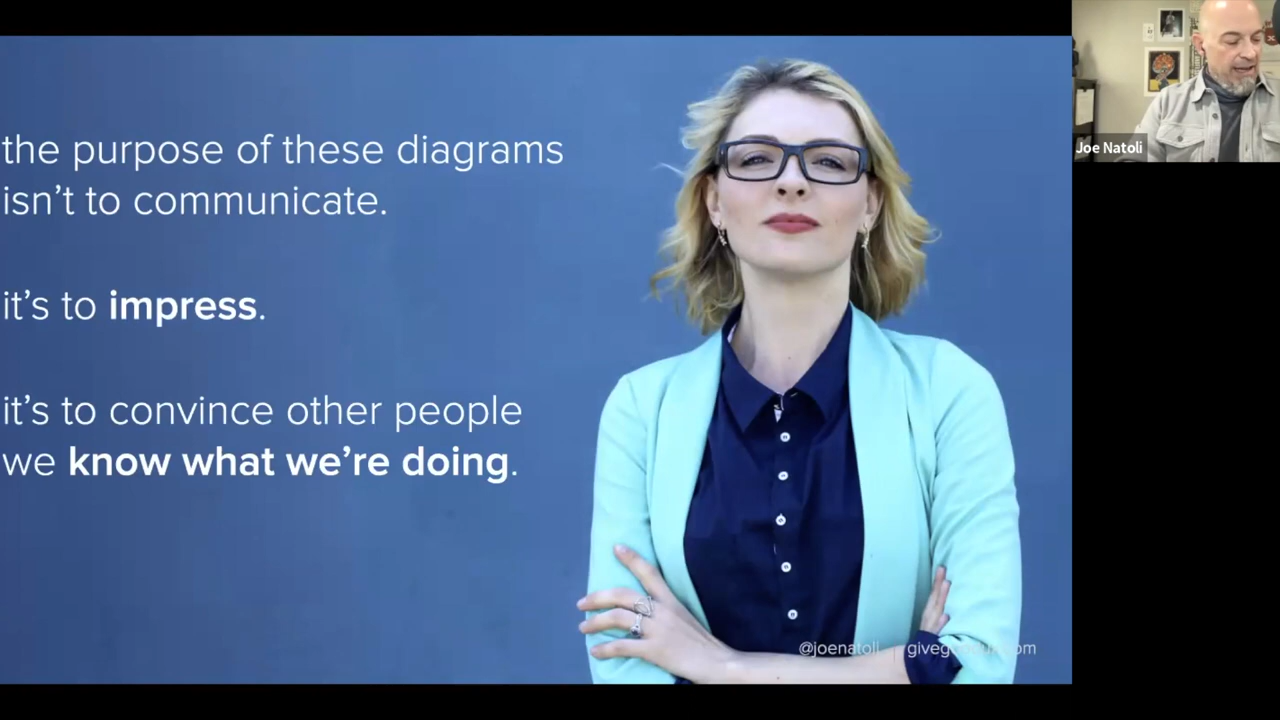 the purpose of these diagrams
isn't to communicate.
it's to impress.
it's to convince other people
we know what we're doing.
@joenatoli
Joe Natoli